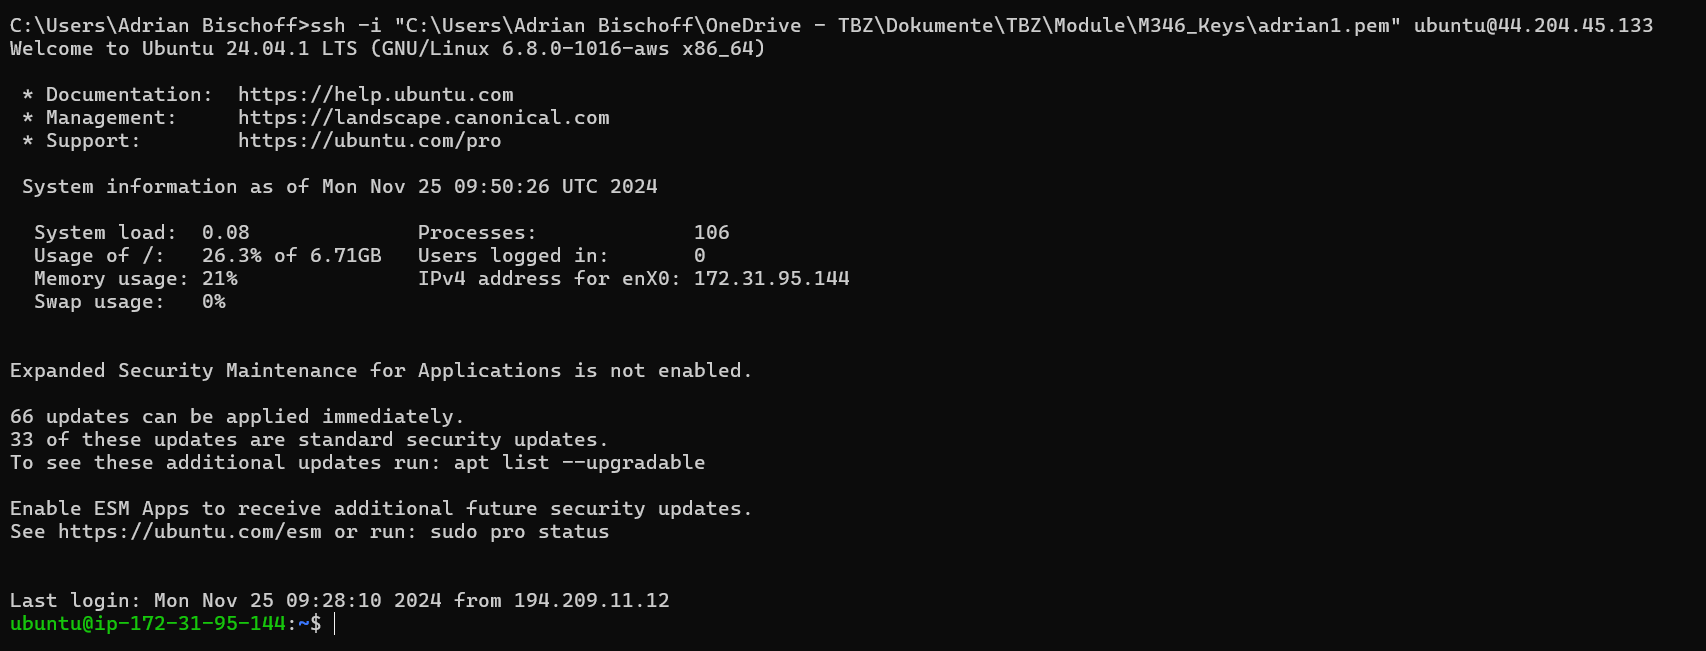 C:\Users\Adrian Bischoff>ssh -i "C:\Users\Adrian Bischoff\OneDrive - TBZ\Dokumente\TBZ\Module\M346_Keys\adrian1.pem" ubuntu@44.204.45.133
Welcome to Ubuntu 24.04.1 LTS (GNU/Linux 6.8.0-1016-aws x86_64)
 * Documentation:  https://help.ubuntu.com
 * Management:     https://landscape.canonical.com
 * Support:        https://ubuntu.com/pro
 System information as of Mon Nov 25 09:50:26 UTC 2024
  System load:  0.08              Processes:             106
  Usage of /:   26.3% of 6.71GB   Users logged in:       0
  Memory usage: 21%               IPv4 address for enX0: 172.31.95.144
  Swap usage:   0%
Expanded Security Maintenance for Applications is not enabled.
66 updates can be applied immediately.
33 of these updates are standard security updates.
To see these additional updates run: apt list --upgradable
Enable ESM Apps to receive additional future security updates.
See https://ubuntu.com/esm or run: sudo pro status
Last login: Mon Nov 25 09:28:10 2024 from 194.209.11.12
ubuntu@ip-172-31-95-144:~$